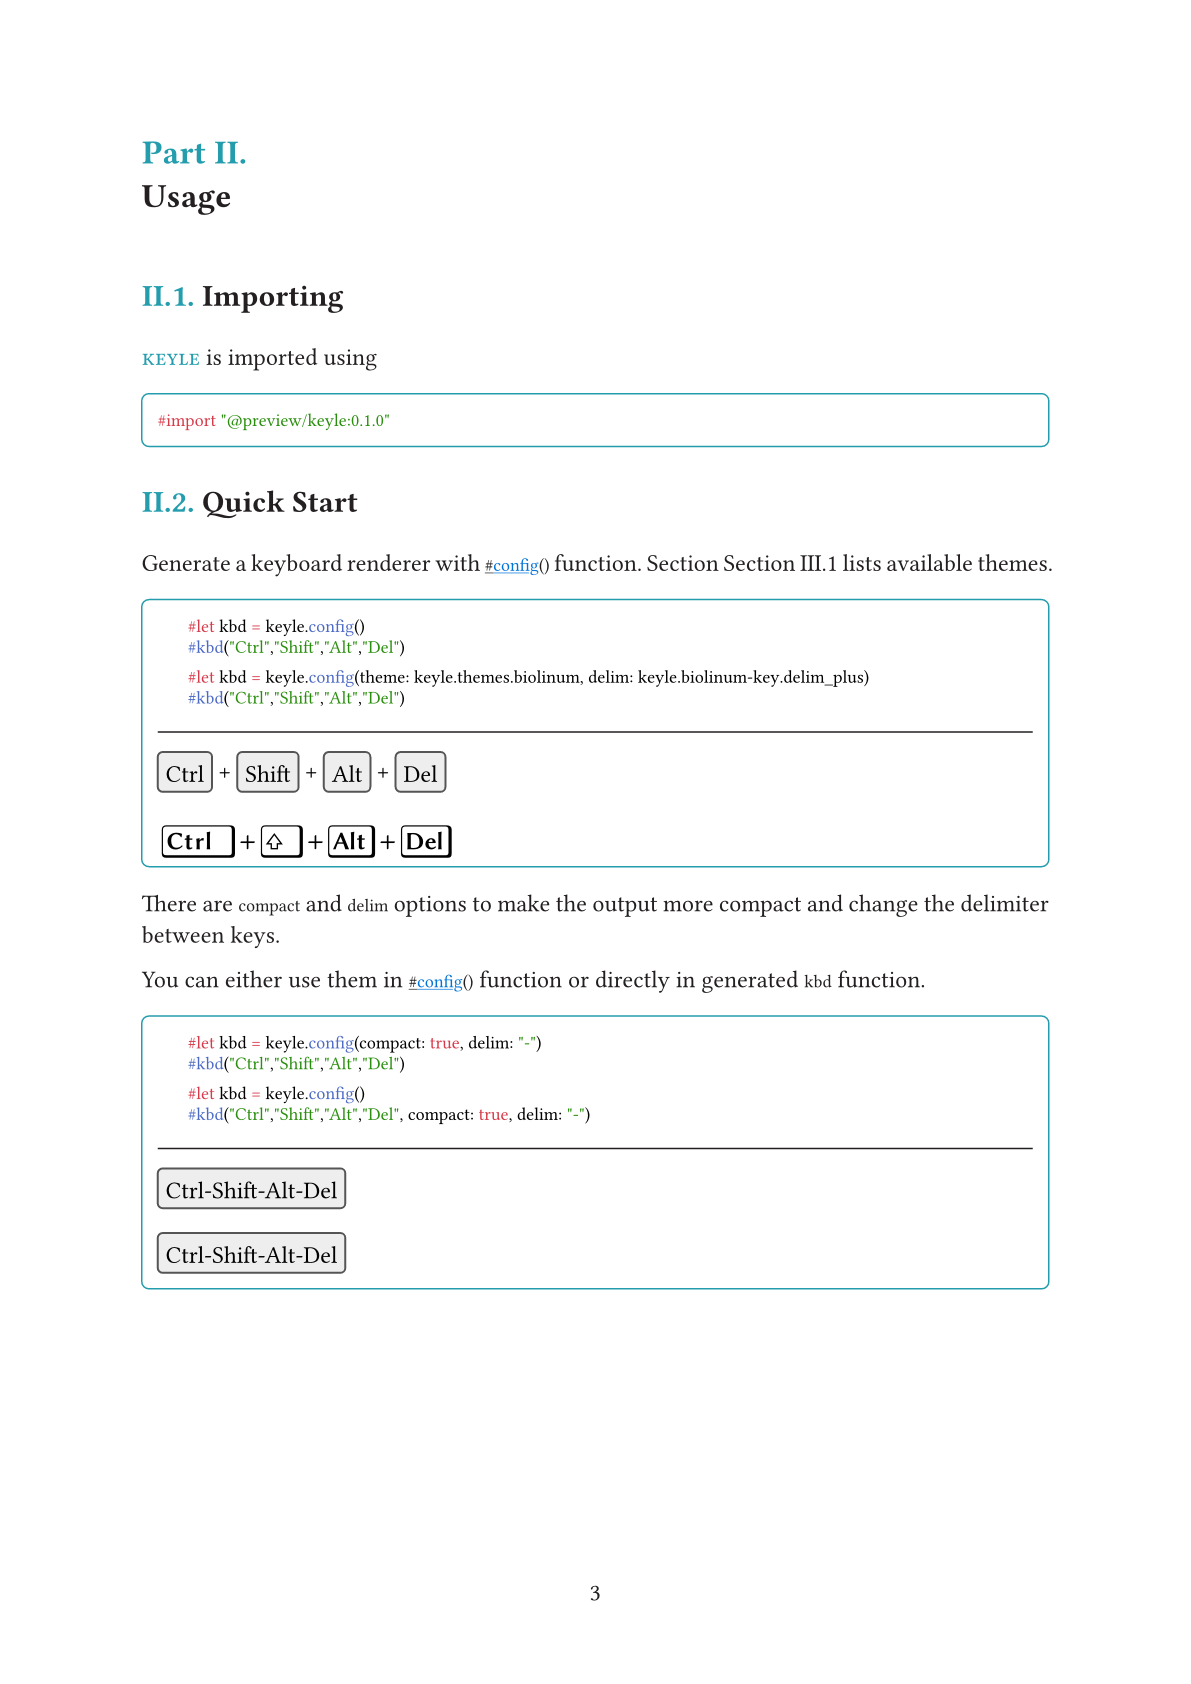 Part II.
Usage
II.1. Importing
KEYLE is imported using
#import "@preview/keyle:0.1.0"
II.2. Quick Start
Generate a keyboard renderer with #config() function. Section Section III.1 lists available themes.
#let kbd = keyle.config()
#kbd("Ctrl","Shift","Alt","Del")
#let kbd = keyle.config(theme: keyle.themes.biolinum, delim: keyle.biolinum-key.delim_plus)
#kbd("Ctrl","Shift","Alt","Del")
Ctrl + Shift + Alt + Del
Ctrl + ⇧ + Alt + Del
There are compact and delim options to make the output more compact and change the delimiter
between keys.
You can either use them in #config() function or directly in generated kbd function.
#let kbd = keyle.config(compact: true, delim: "-")
#kbd("Ctrl","Shift","Alt","Del")
#let kbd = keyle.config()
#kbd("Ctrl","Shift","Alt","Del", compact: true, delim: "-")
Ctrl-Shift-Alt-Del
Ctrl-Shift-Alt-Del
3